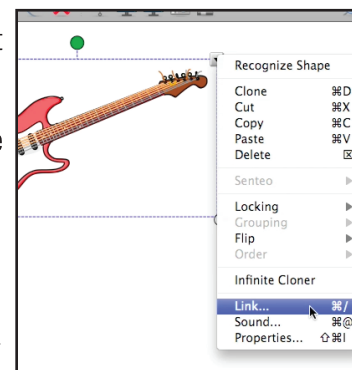 Recognize Shape
Clone ⌘D
Cut ⌘X
Copy ⌘C
Paste ⌘V
Delete ⌦
Senteo
Locking
Grouping
Flip
Order
Infinite Cloner
Link... ⌘/
Sound... ⌘@
Properties... ⇧⌘I